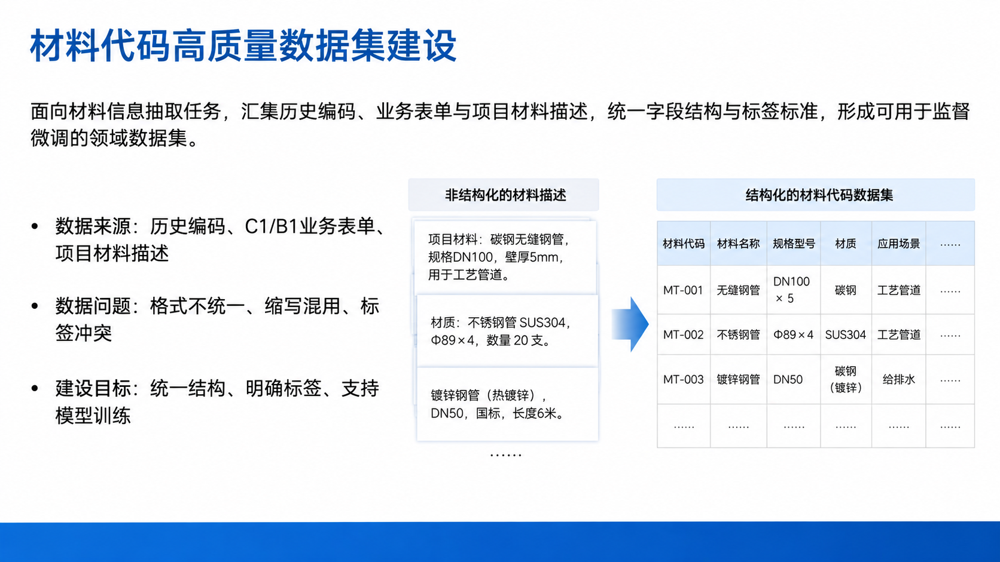 材料代码高质量数据集建设
面向材料信息抽取任务，汇集历史编码、业务表单与项目材料描述，统一字段结构与标签标准，形成可用于监督
微调的领域数据集。
• 数据来源：历史编码、C1/B1业务表单、
项目材料描述
• 数据问题：格式不统一、缩写混用、标
签冲突
• 建设目标：统一结构、明确标签、支持
模型训练
非结构化的材料描述
项目材料：碳钢无缝钢管，
规格DN100，壁厚5mm，
用于工艺管道。
材质：不锈钢管 SUS304，
Φ89×4，数量 20 支。
镀锌钢管（热镀锌），
DN50，国标，长度6米。
……
结构化的材料代码数据集
材料代码 材料名称 规格型号 材质 应用场景 ……
MT-001 无缝钢管 DN100 × 5 碳钢 工艺管道 ……
MT-002 不锈钢管 Φ89×4 SUS304 工艺管道 ……
MT-003 镀锌钢管 DN50 碳钢（镀锌） 给排水 ……
…… …… …… …… …… ……